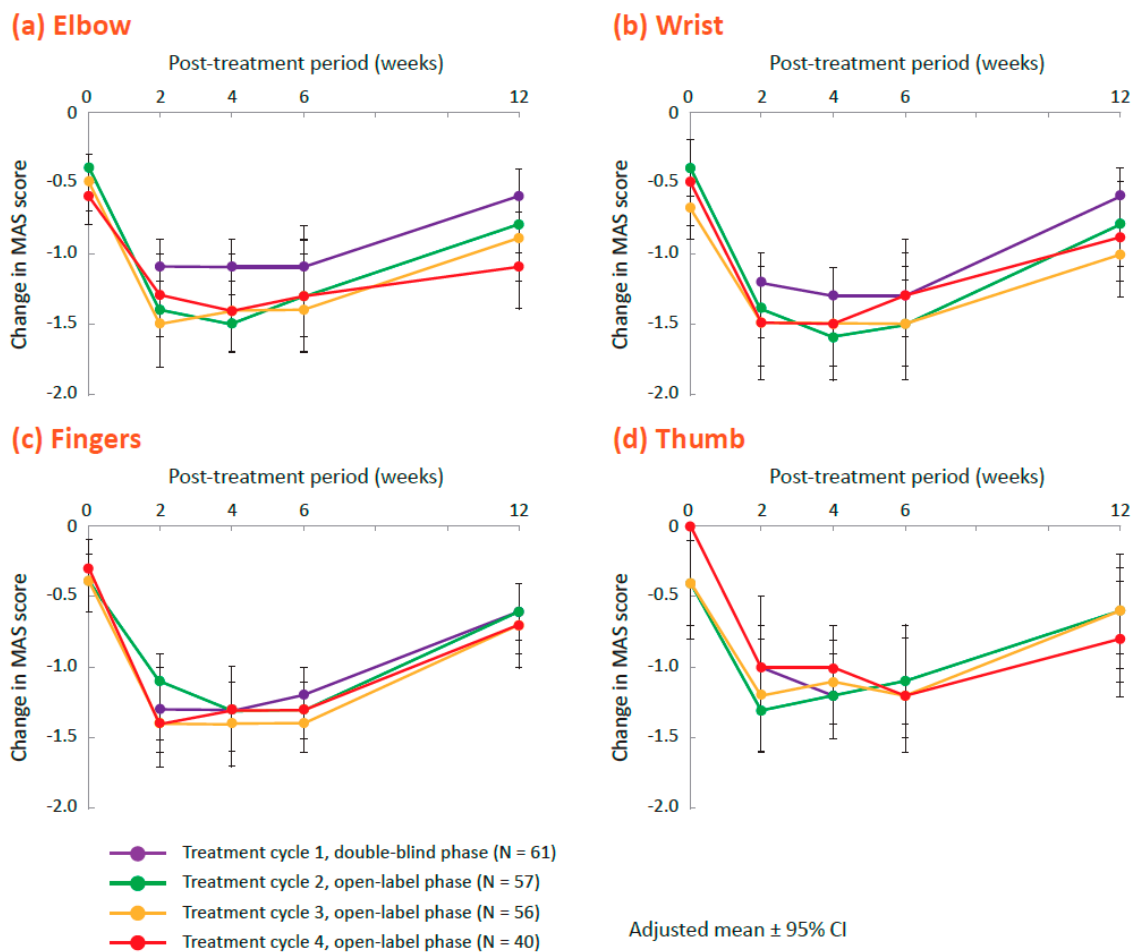 (a) Elbow
Post-treatment period (weeks)
0 2 4 6 12
0
-0.5
-1.0
-1.5
-2.0
Change in MAS score
(b) Wrist
Post-treatment period (weeks)
0 2 4 6 12
0
-0.5
-1.0
-1.5
-2.0
Change in MAS score
(c) Fingers
Post-treatment period (weeks)
0 2 4 6 12
0
-0.5
-1.0
-1.5
-2.0
Change in MAS score
(d) Thumb
Post-treatment period (weeks)
0 2 4 6 12
0
-0.5
-1.0
-1.5
-2.0
Change in MAS score
Treatment cycle 1, double-blind phase (N = 61)
Treatment cycle 2, open-label phase (N = 57)
Treatment cycle 3, open-label phase (N = 56)
Treatment cycle 4, open-label phase (N = 40)
Adjusted mean ± 95% CI